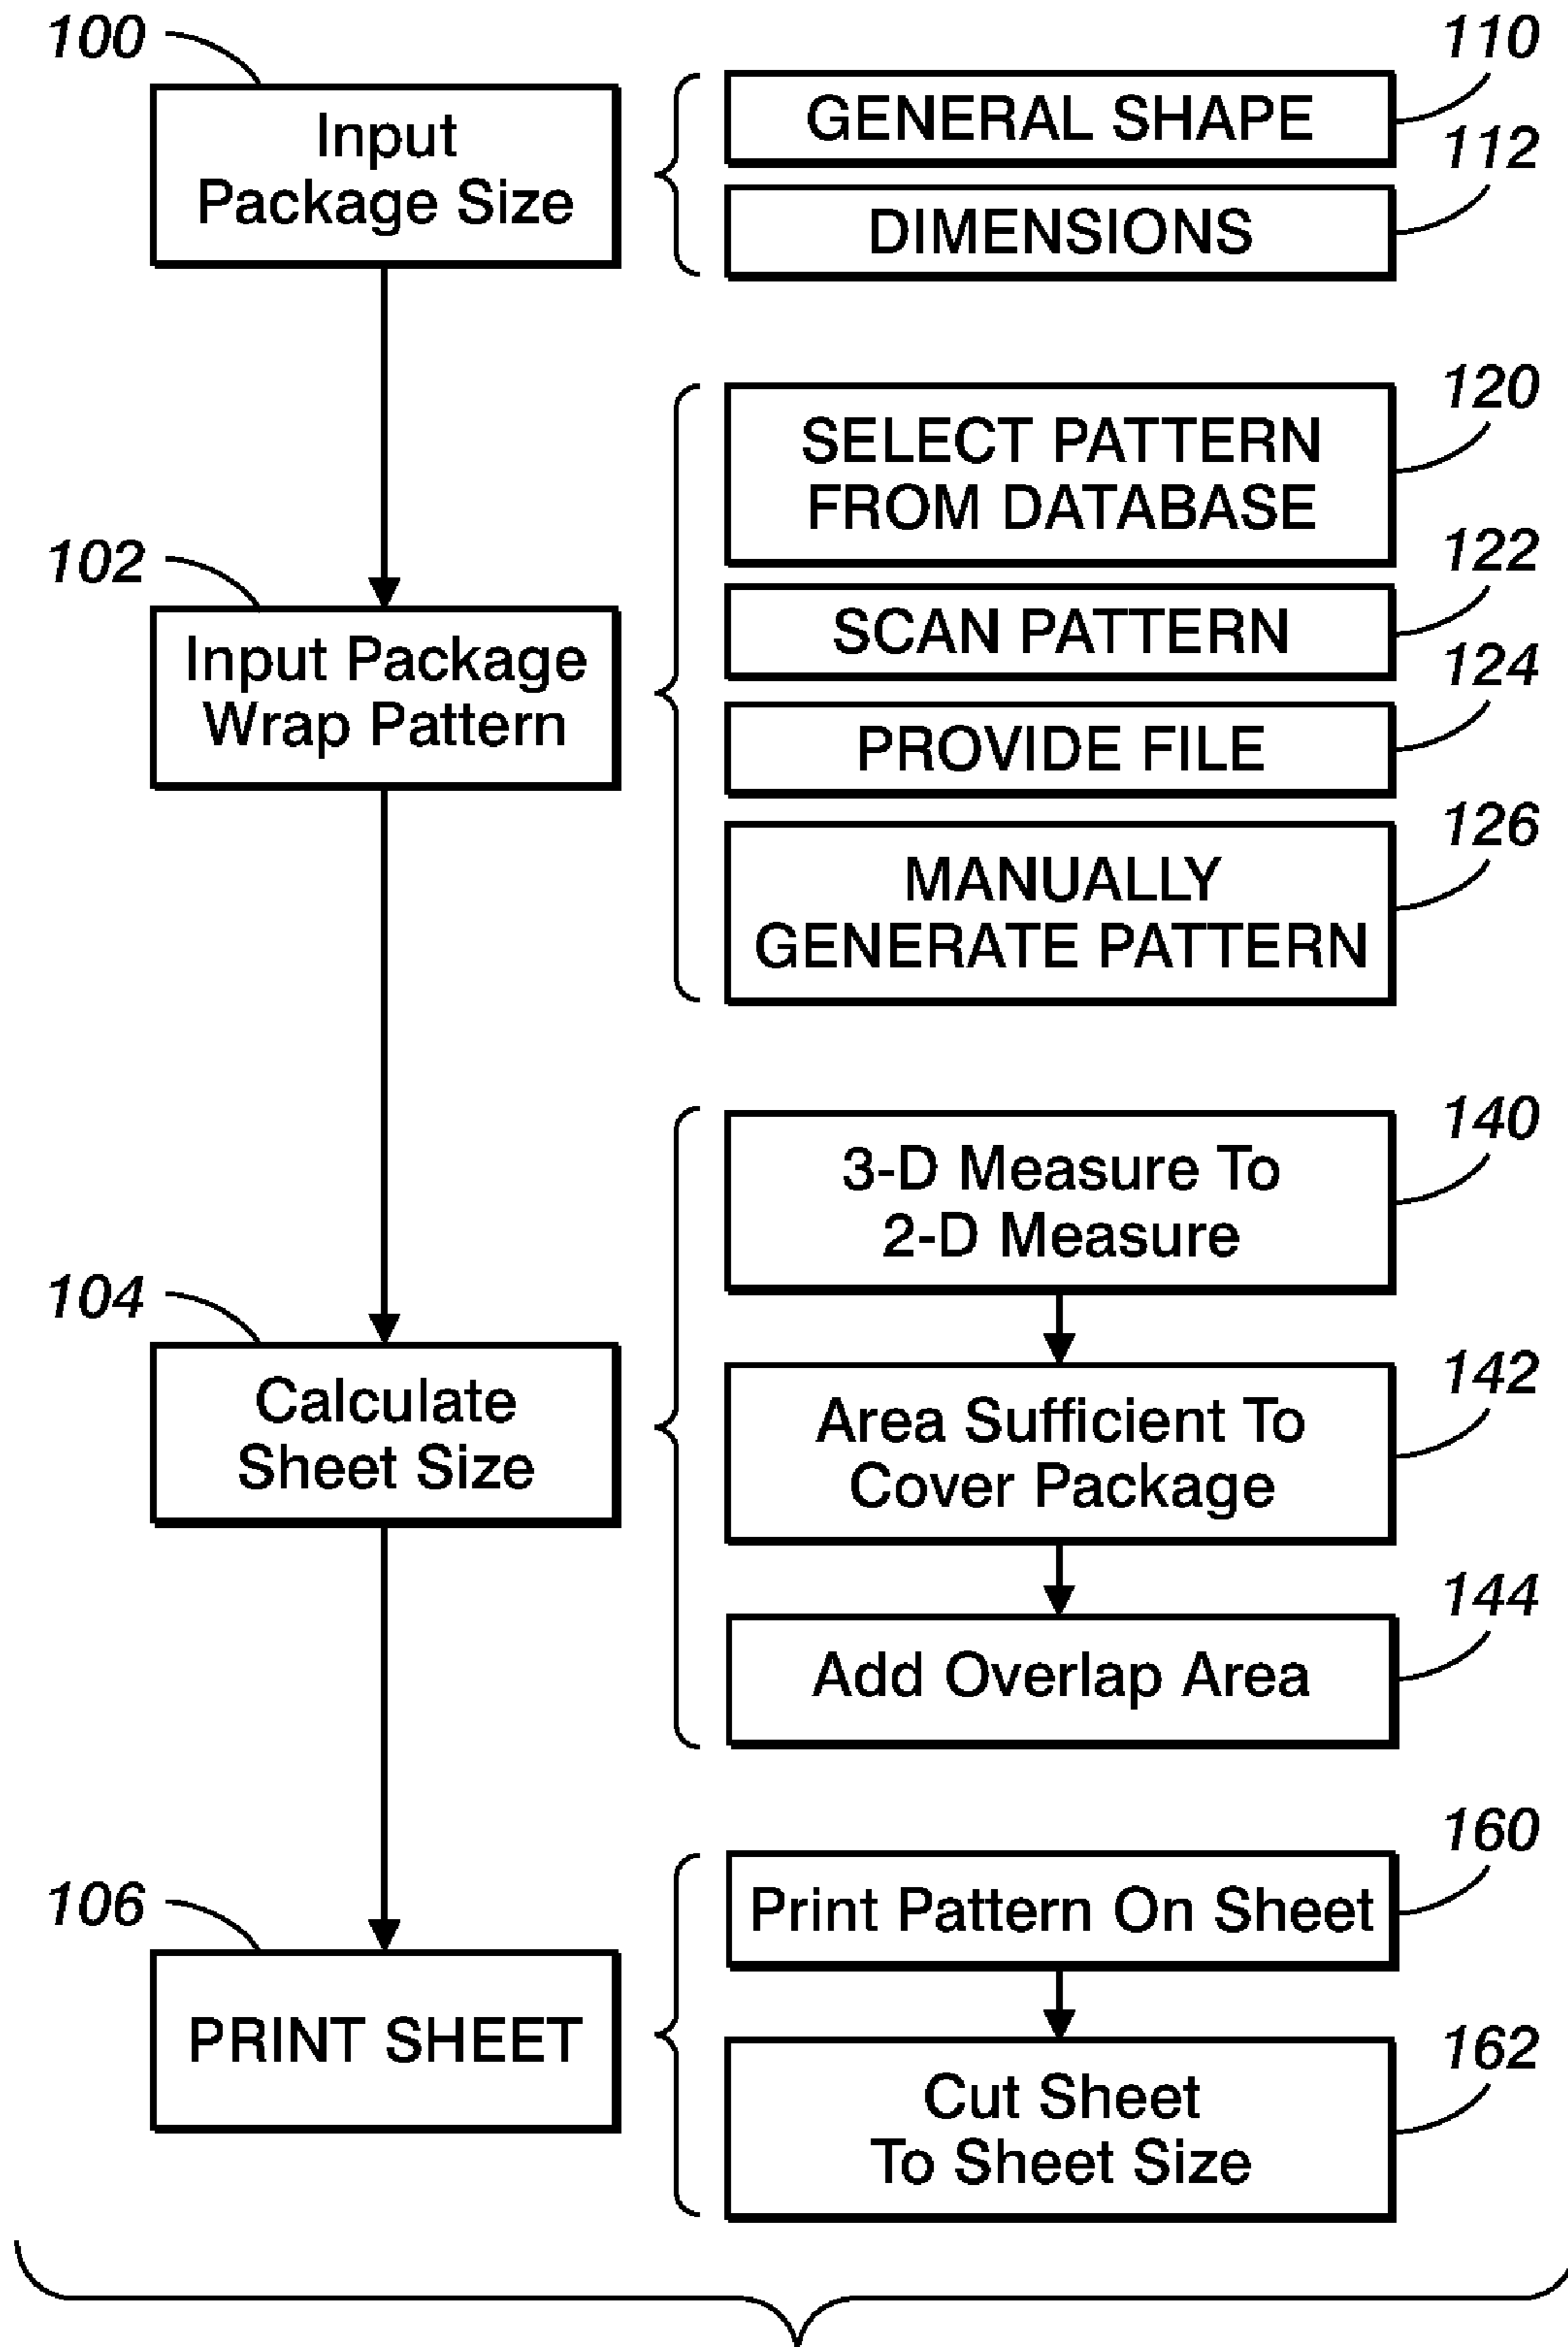 100
Input
Package Size
110
GENERAL SHAPE
112
DIMENSIONS
102
Input Package
Wrap Pattern
120
SELECT PATTERN
FROM DATABASE
122
SCAN PATTERN
124
PROVIDE FILE
126
MANUALLY
GENERATE PATTERN
104
Calculate
Sheet Size
140
3-D Measure To
2-D Measure
142
Area Sufficient To
Cover Package
144
Add Overlap Area
106
PRINT SHEET
160
Print Pattern On Sheet
162
Cut Sheet
To Sheet Size